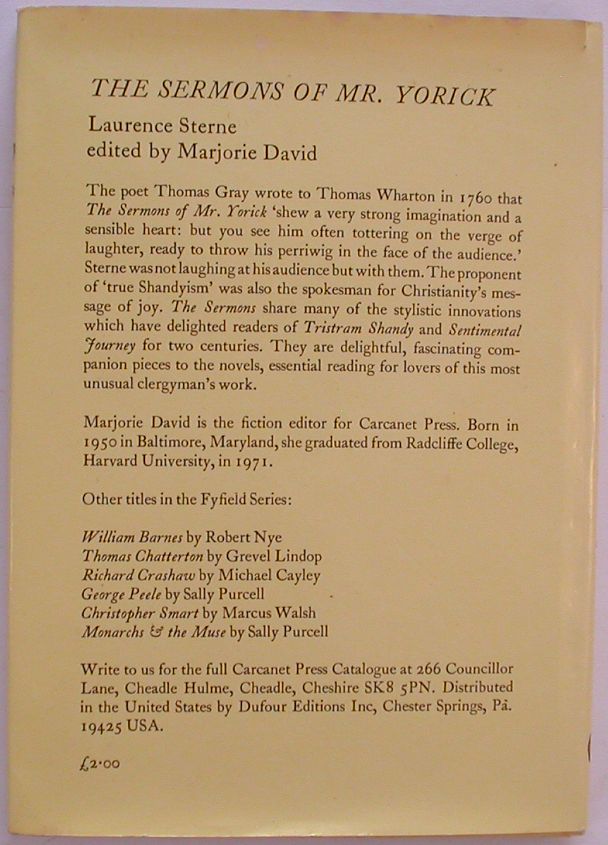 THE SERMONS OF MR. YORICK
Laurence Sterne
edited by Marjorie David
The poet Thomas Gray wrote to Thomas Wharton in 1760 that
The Sermons of Mr. Yorick ‘shew a very strong imagination and a
sensible heart: but you see him often tottering on the verge of
laughter, ready to throw his perriwig in the face of the audience.’
Sterne was not laughing at his audience but with them. The proponent
of ‘true Shandyism’ was also the spokesman for Christianity’s mes-
sage of joy. The Sermons share many of the stylistic innovations
which have delighted readers of Tristram Shandy and Sentimental
Journey for two centuries. They are delightful, fascinating com-
panion pieces to the novels, essential reading for lovers of this most
unusual clergyman’s work.
Marjorie David is the fiction editor for Carcanet Press. Born in
1950 in Baltimore, Maryland, she graduated from Radcliffe College,
Harvard University, in 1971.
Other titles in the Fyfield Series:
William Barnes by Robert Nye
Thomas Chatterton by Grevel Lindop
Richard Crashaw by Michael Cayley
George Peele by Sally Purcell
Christopher Smart by Marcus Walsh
Monarchs & the Muse by Sally Purcell
Write to us for the full Carcanet Press Catalogue at 266 Councillor
Lane, Cheadle Hulme, Cheadle, Cheshire SK8 5PN. Distributed
in the United States by Dufour Editions Inc, Chester Springs, Pa.
19425 USA.
£2·00